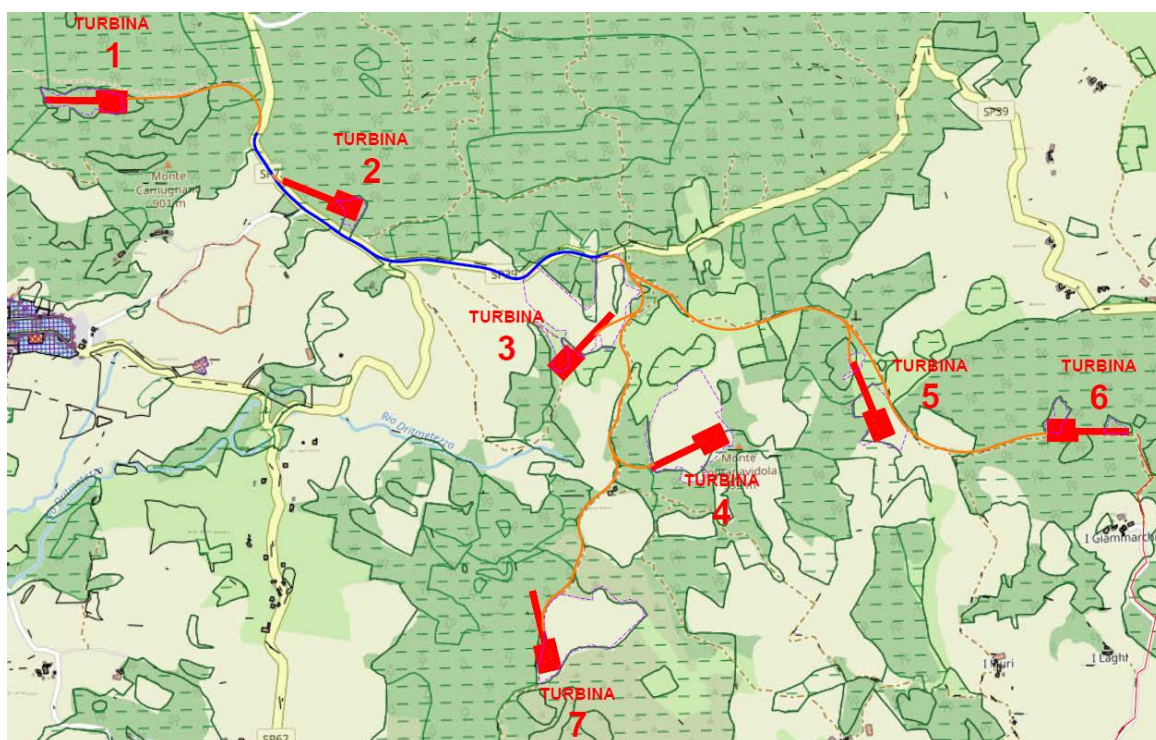 TURBINA
1
SP39
TURBINA
2
Monte
Camugnano
901 m
TURBINA
3
TURBINA
5
TURBINA
6
Rio Dritmetezzo
Monte
TURBINA
4
I Giammarchi
I Laghi
TURBINA
7
SP62